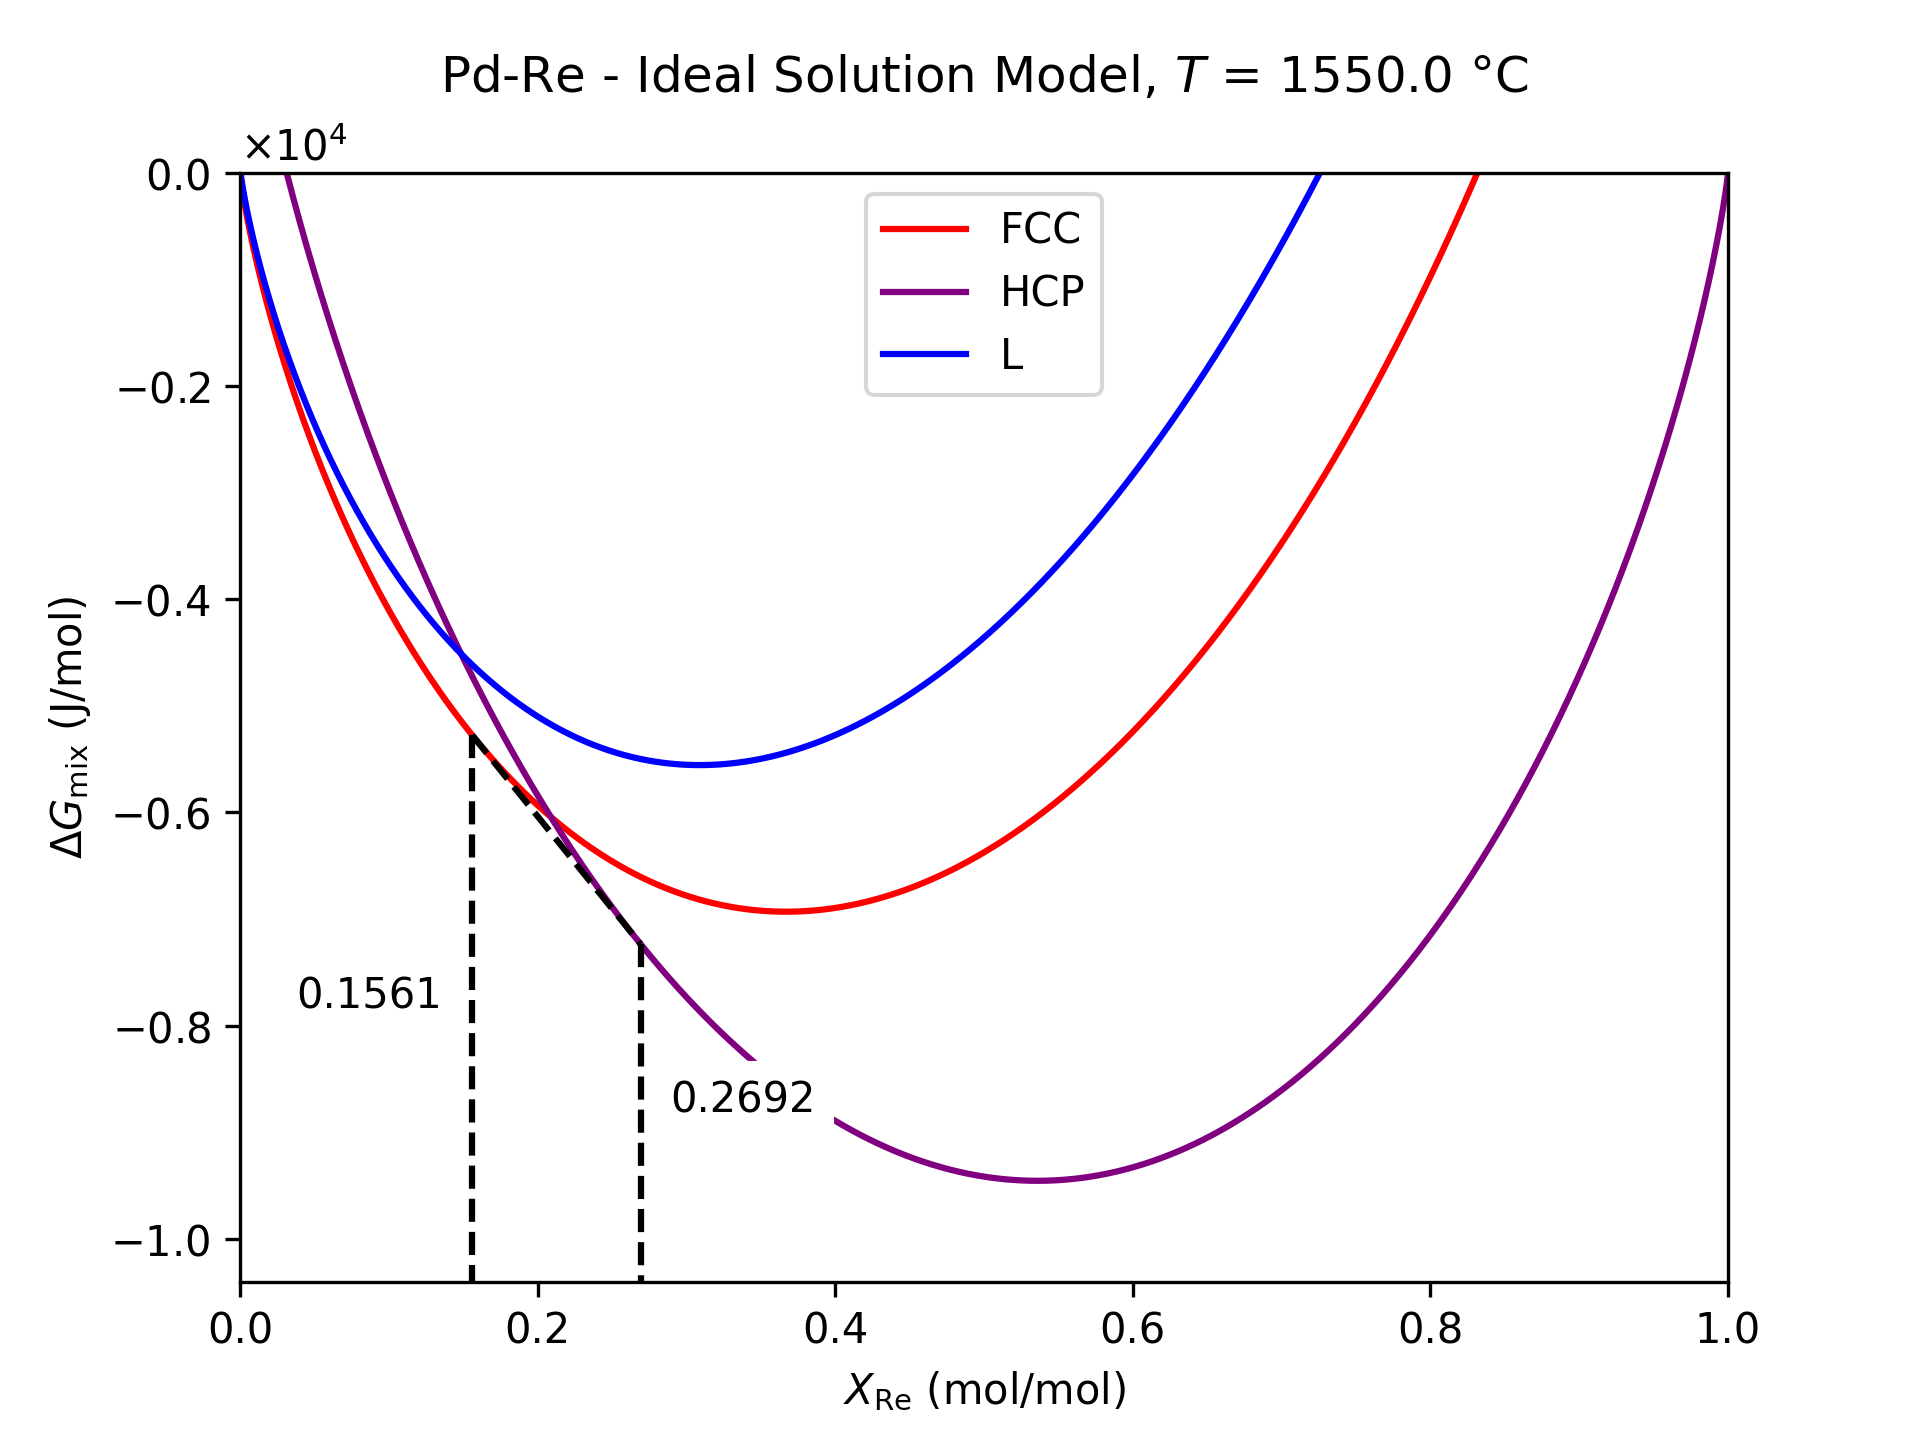 Pd-Re - Ideal Solution Model, T = 1550.0 °C
×10⁴
0.0
−0.2
−0.4
−0.6
−0.8
−1.0
ΔG_mix (J/mol)
FCC
HCP
L
0.1561
0.2692
0.0 0.2 0.4 0.6 0.8 1.0
X_Re (mol/mol)